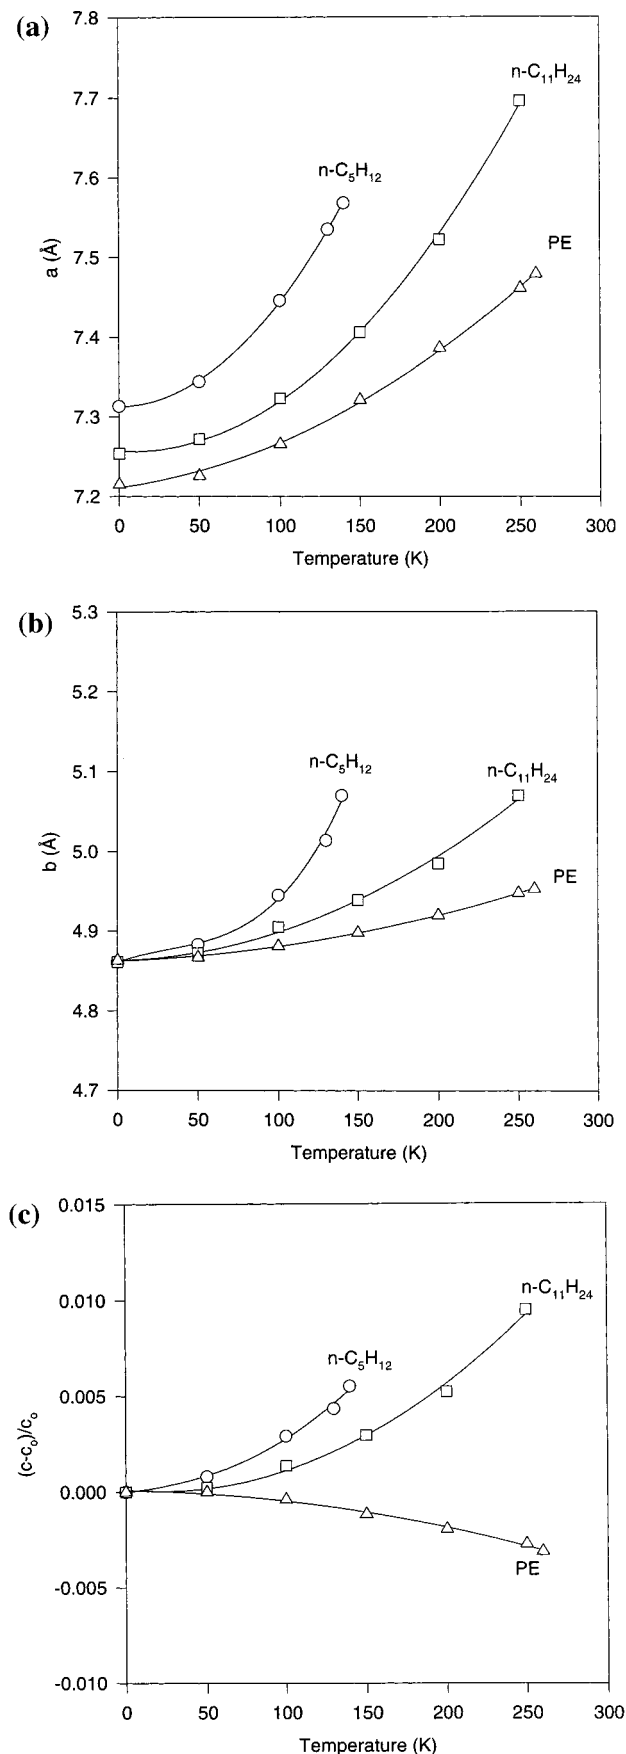 (a)
7.8
7.7
7.6
7.5
7.4
7.3
7.2
a (Å)
n-C₁₁H₂₄
n-C₅H₁₂
PE
0 50 100 150 200 250 300
Temperature (K)
(b)
5.3
5.2
5.1
5.0
4.9
4.8
4.7
b (Å)
n-C₅H₁₂
n-C₁₁H₂₄
PE
0 50 100 150 200 250 300
Temperature (K)
(c)
0.015
0.010
0.005
0.000
-0.005
-0.010
(c-cₒ)/cₒ
n-C₁₁H₂₄
n-C₅H₁₂
PE
0 50 100 150 200 250 300
Temperature (K)